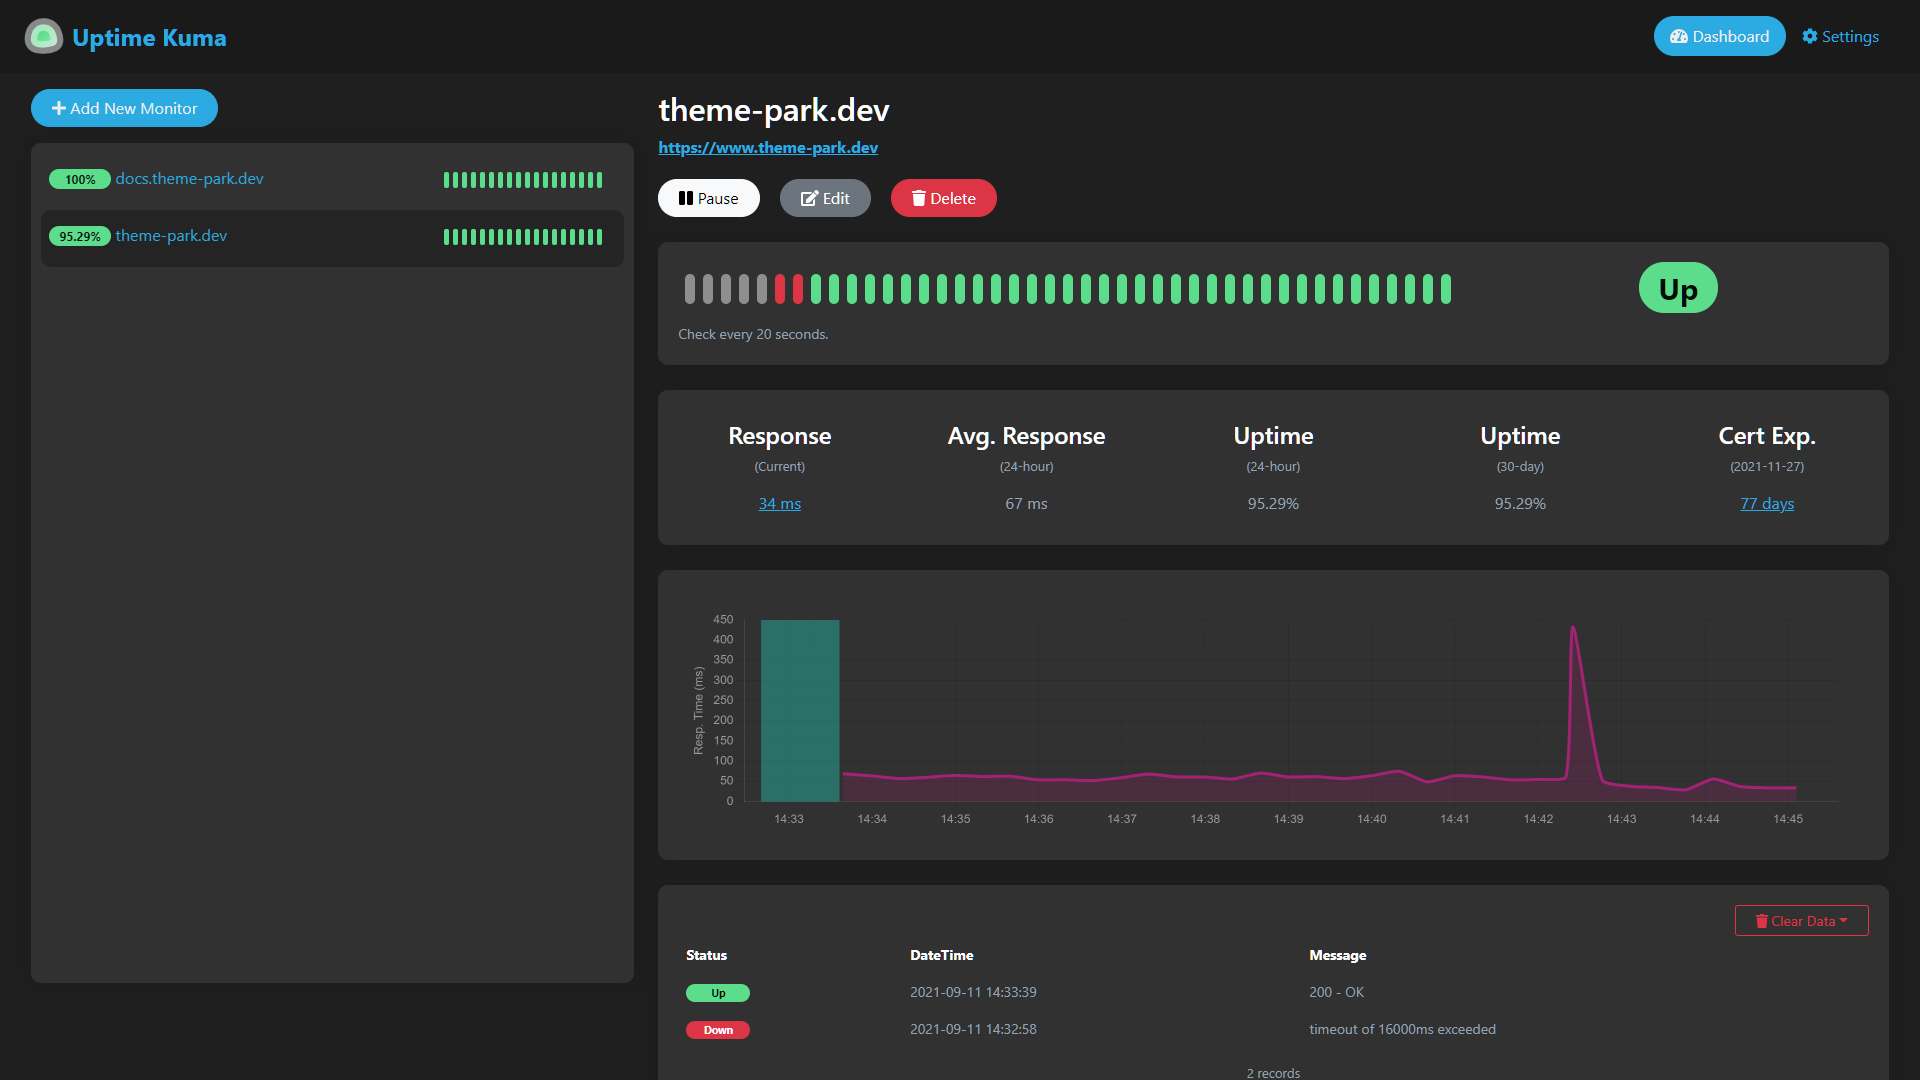 Uptime Kuma
Dashboard
Settings
Add New Monitor
100% docs.theme-park.dev
95.29% theme-park.dev
theme-park.dev
https://www.theme-park.dev
Pause
Edit
Delete
Up
Check every 20 seconds.
Response
(Current)
34 ms
Avg. Response
(24-hour)
67 ms
Uptime
(24-hour)
95.29%
Uptime
(30-day)
95.29%
Cert Exp.
(2021-11-27)
77 days
Resp. Time (ms)
450
400
350
300
250
200
150
100
50
0
14:33 14:34 14:35 14:36 14:37 14:38 14:39 14:40 14:41 14:42 14:43 14:44 14:45
Clear Data
Status DateTime Message
Up 2021-09-11 14:33:39 200 - OK
Down 2021-09-11 14:32:58 timeout of 16000ms exceeded
2 records